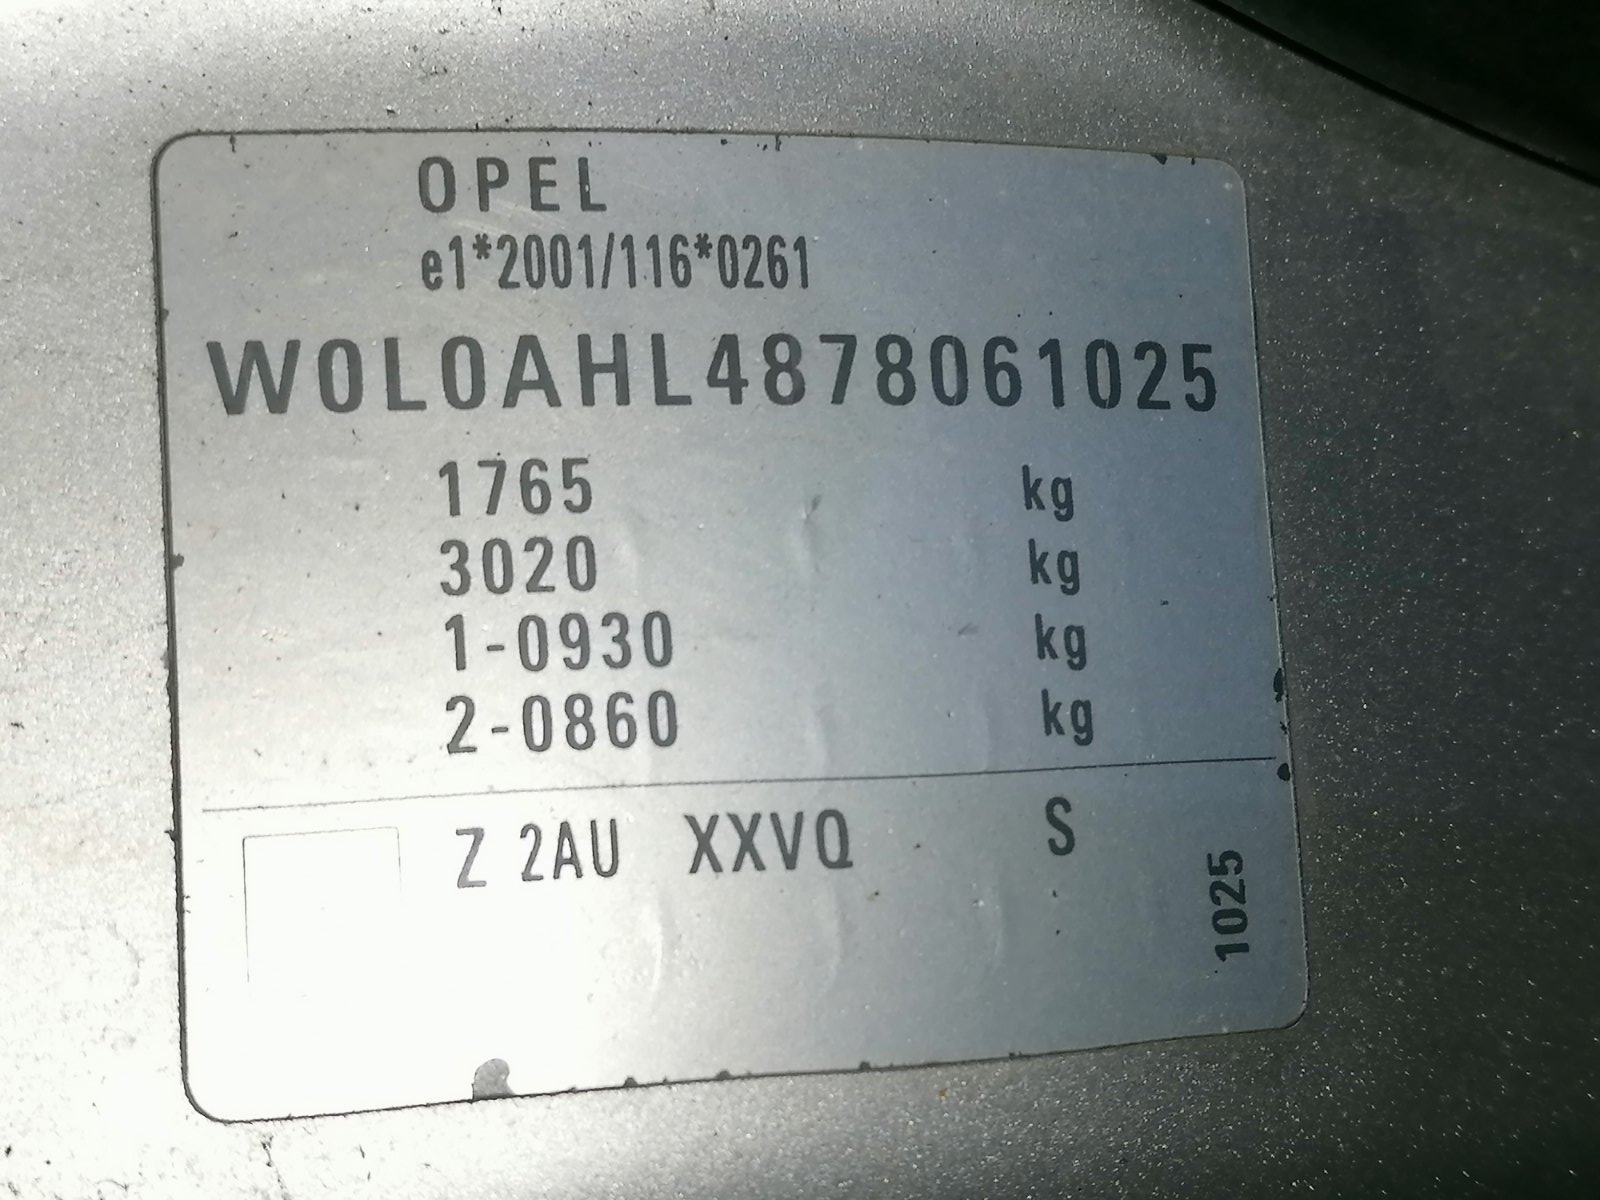 OPEL
e1*2001/116*0261
W0L0AHL4878061025
1765 kg
3020 kg
1-0930 kg
2-0860 kg
Z 2AU XXVQ S
1025